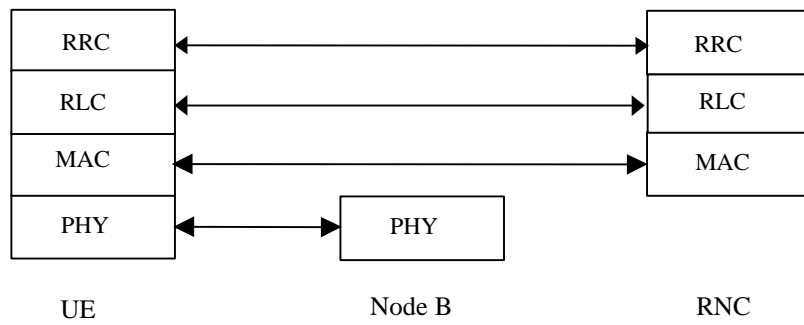 RRC RRC
RLC RLC
MAC MAC
PHY PHY
UE Node B RNC